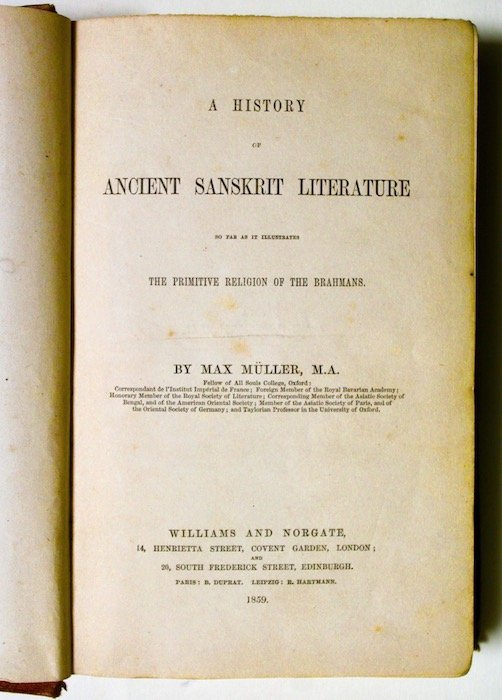 A HISTORY
OF
ANCIENT SANSKRIT LITERATURE
SO FAR AS IT ILLUSTRATES
THE PRIMITIVE RELIGION OF THE BRAHMANS.
BY MAX MÜLLER, M.A.
Fellow of All Souls College, Oxford:
Correspondant de l'Institut Impérial de France; Foreign Member of the Royal Bavarian Academy;
Honorary Member of the Royal Society of Literature; Corresponding Member of the Asiatic Society of
Bengal, and of the American Oriental Society; Member of the Asiatic Society of Paris, and of
the Oriental Society of Germany; and Taylorian Professor in the University of Oxford.
WILLIAMS AND NORGATE,
14, HENRIETTA STREET, COVENT GARDEN, LONDON;
AND
20, SOUTH FREDERICK STREET, EDINBURGH.
PARIS: B. DUPRAT. LEIPZIG: R. HARTMANN.
1859.